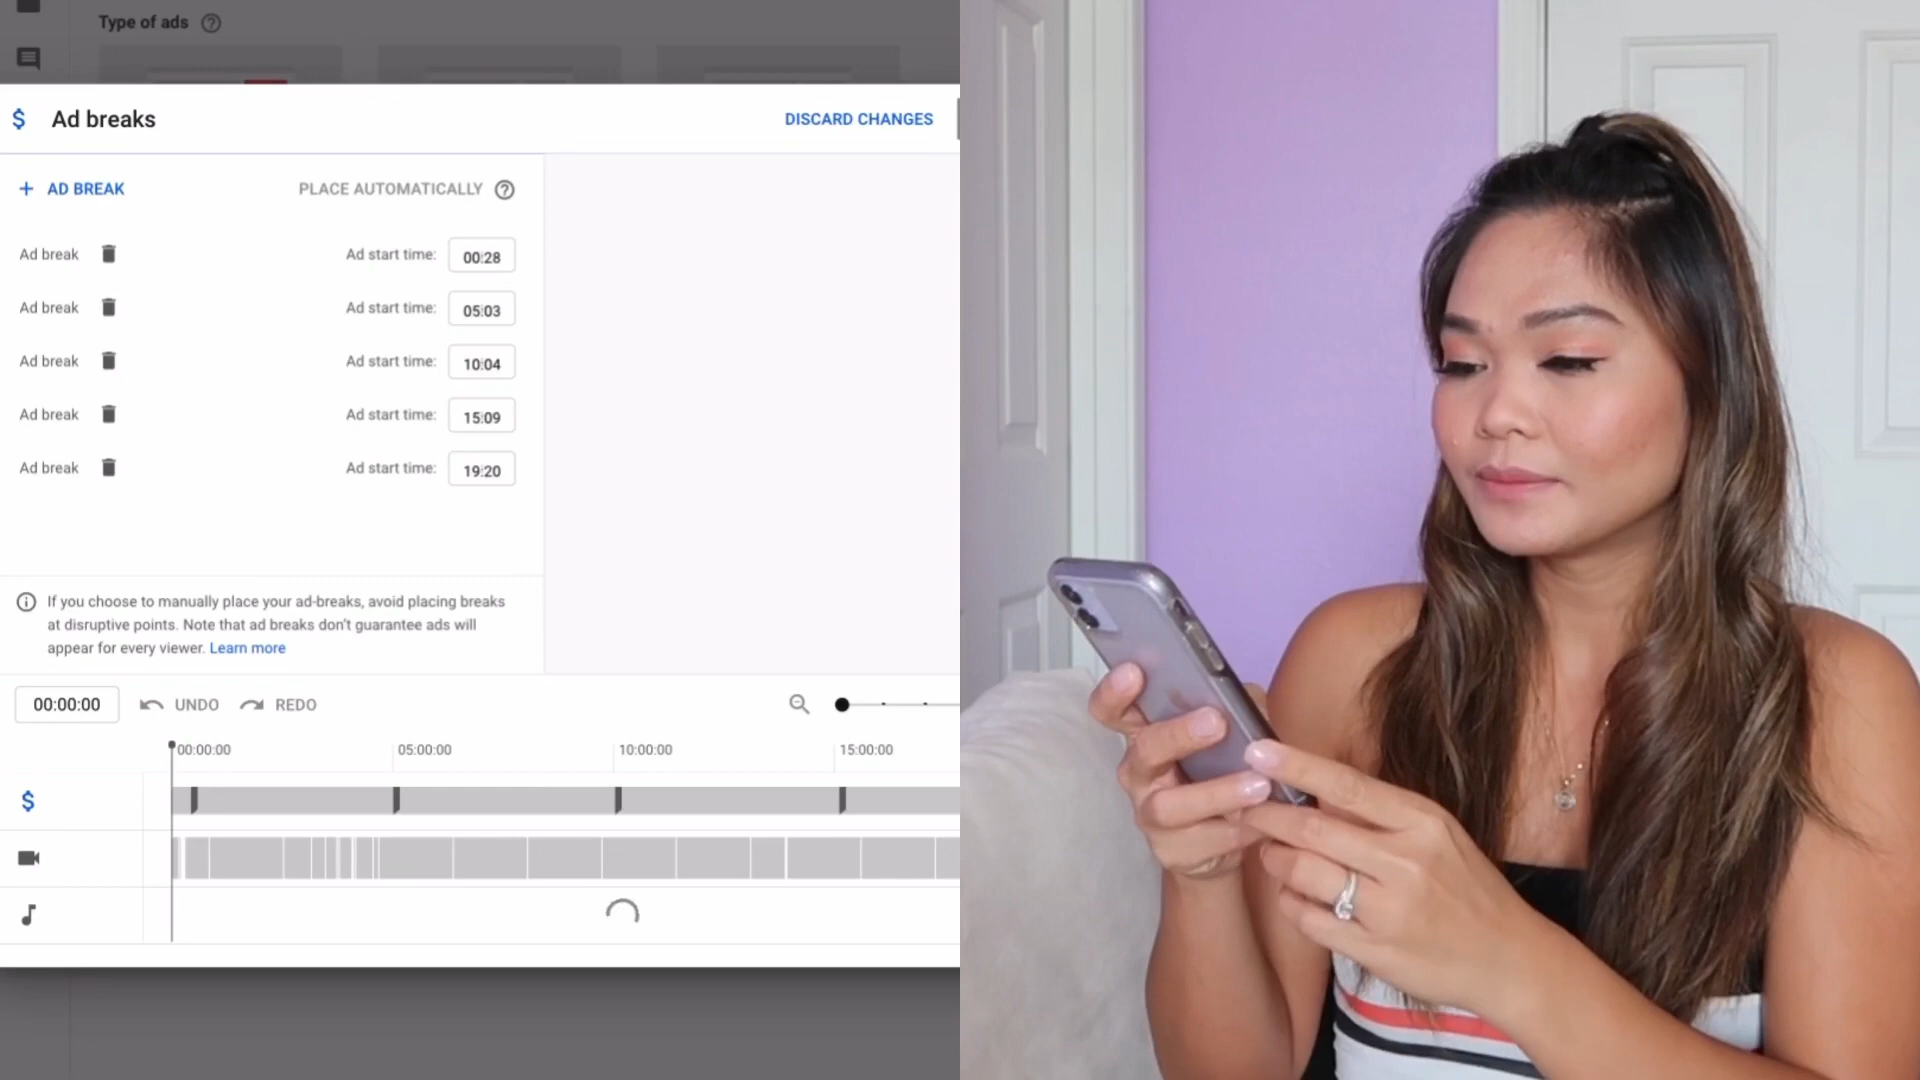 Type of ads
Ad breaks
DISCARD CHANGES
AD BREAK
PLACE AUTOMATICALLY
Ad break
Ad start time:
00:28
Ad break
Ad start time:
05:03
Ad break
Ad start time:
10:04
Ad break
Ad start time:
15:09
Ad break
Ad start time:
19:20
If you choose to manually place your ad-breaks, avoid placing breaks
at disruptive points. Note that ad breaks don't guarantee ads will
appear for every viewer. Learn more
00:00:00
UNDO
REDO
00:00:00
05:00:00
10:00:00
15:00:00